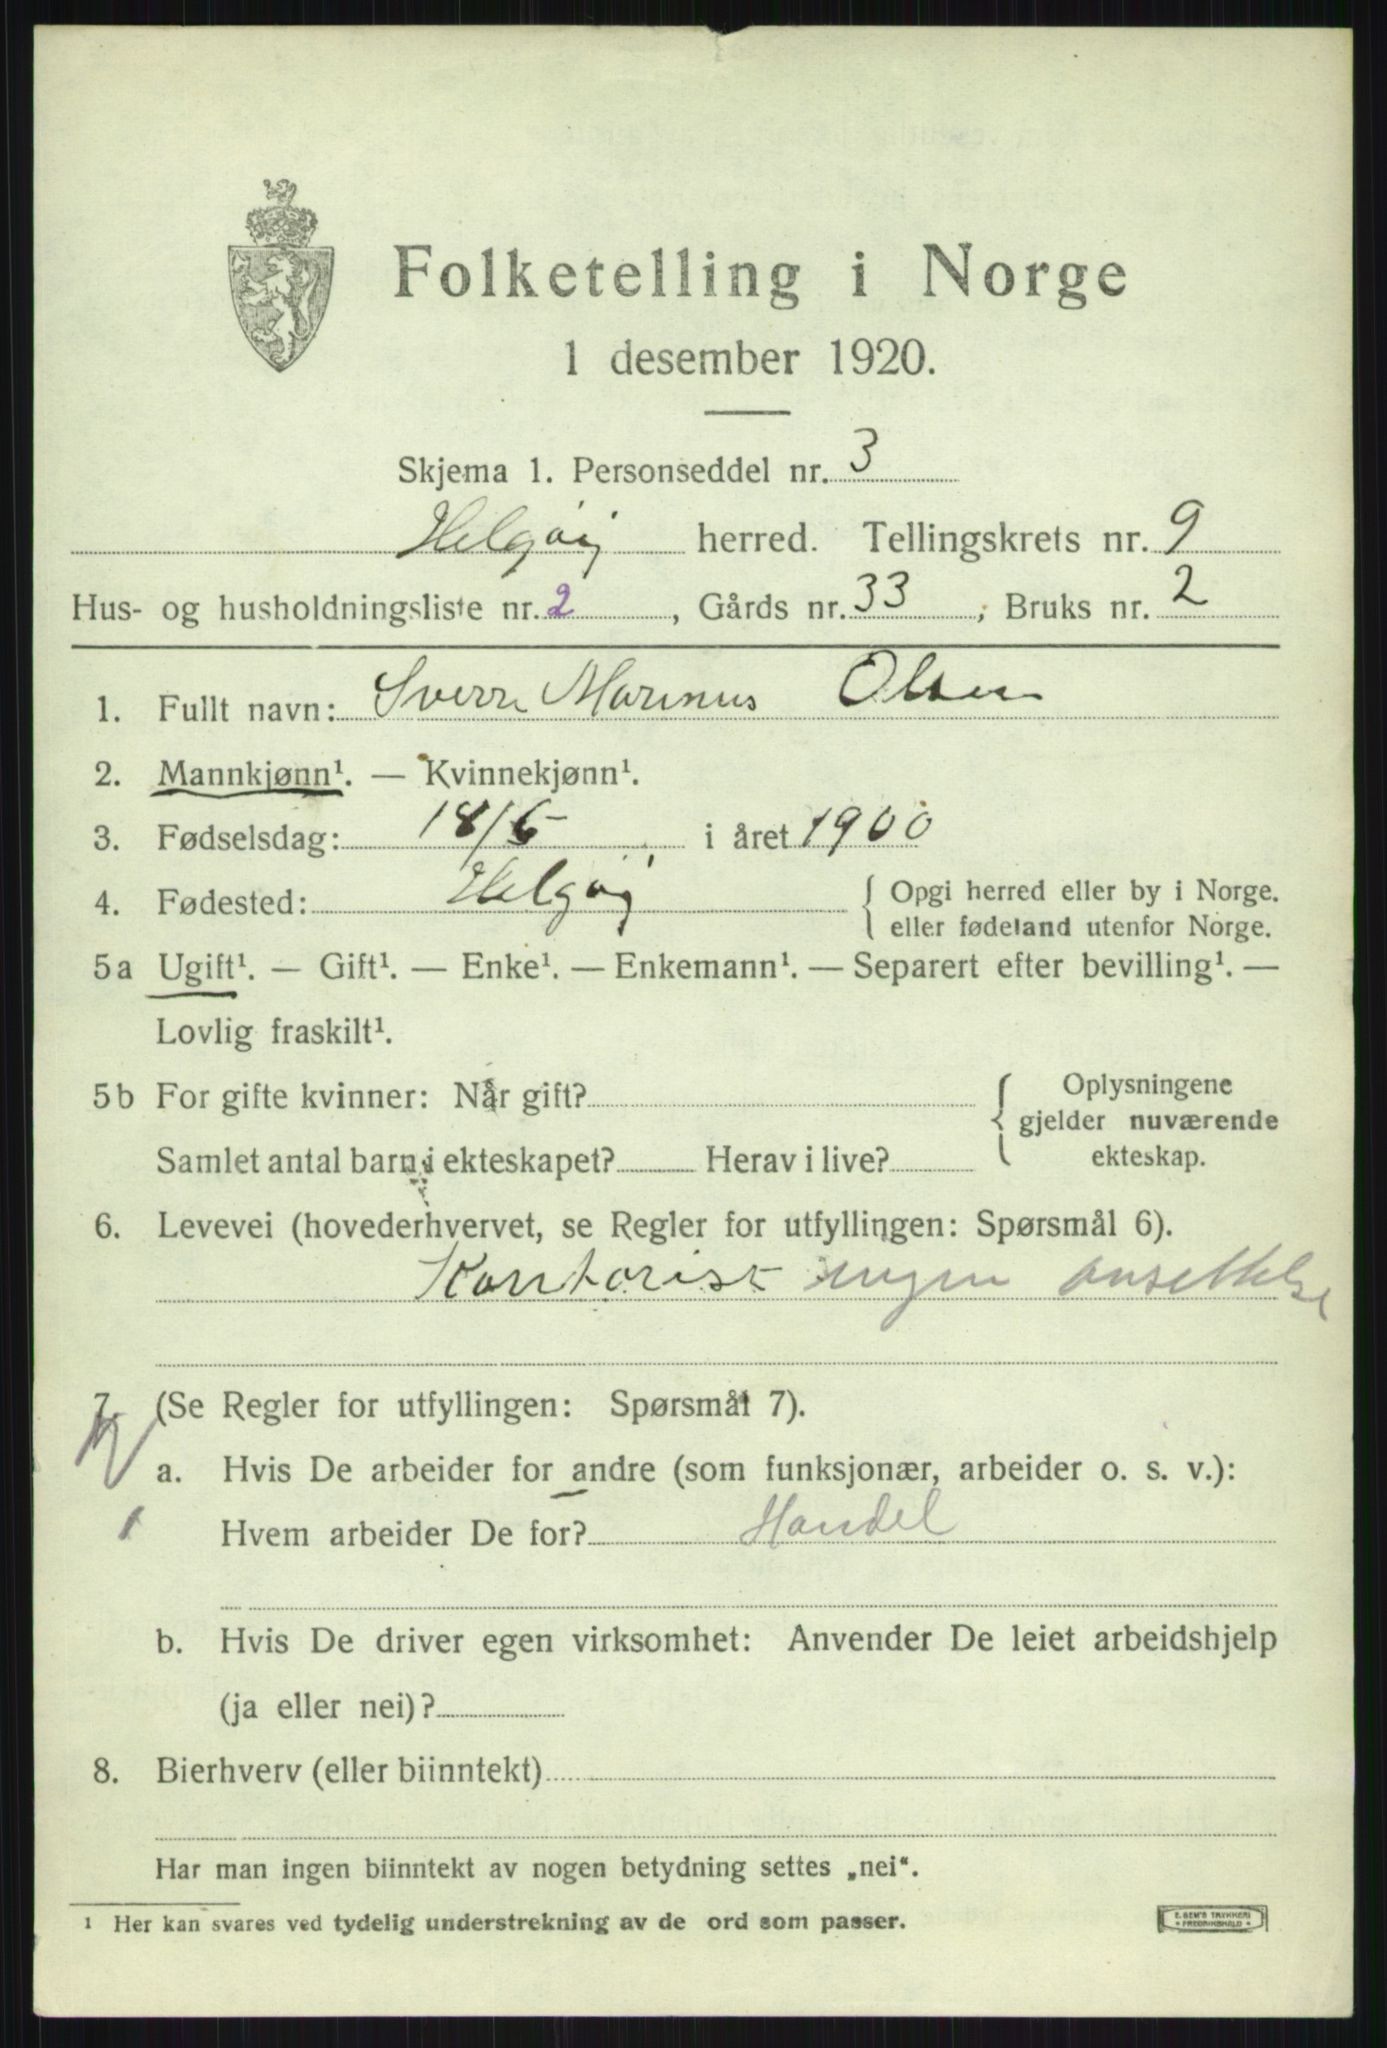 Folketelling i Norge
1 desember 1920.
Skjema 1. Personseddel nr. 3
Helgøy herred. Tellingskrets nr. 9
Hus- og husholdningsliste nr. 2, Gårds nr. 33, Bruks nr. 2
1. Fullt navn: Sverre Marinus Olsen
2. Mannkjønn¹. — Kvinnekjønn¹.
3. Fødselsdag: 18/5 i året 1900
4. Fødested: Helgøy { Opgi herred eller by i Norge.
eller fødeland utenfor Norge.
5a Ugift¹. — Gift¹. — Enke¹. — Enkemann¹. — Separert efter bevilling¹. —
Lovlig fraskilt¹.
5b For gifte kvinner: Når gift? { Oplysningene
gjelder nuværende
Samlet antal barn i ekteskapet? Herav i live? ekteskap.
6. Levevei (hovederhvervet, se Regler for utfyllingen: Spørsmål 6).
Kontorist ingen ansettelse
7. (Se Regler for utfyllingen: Spørsmål 7).
a. Hvis De arbeider for andre (som funksjonær, arbeider o. s. v.):
Hvem arbeider De for? Handel
b. Hvis De driver egen virksomhet: Anvender De leiet arbeidshjelp
(ja eller nei)?
8. Bierhverv (eller biinntekt)
Har man ingen biinntekt av nogen betydning settes „nei“.
¹ Her kan svares ved tydelig understrekning av de ord som passer.
E. SEM'S TRYKKERI
FREDRIKSHALD